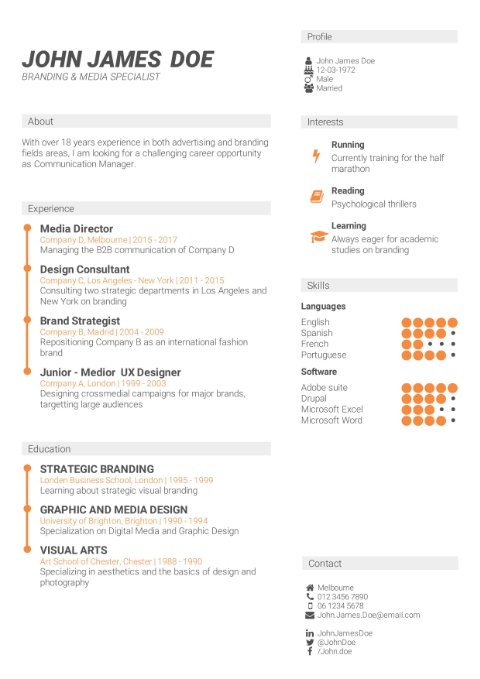 JOHN JAMES DOE
BRANDING & MEDIA SPECIALIST
About
With over 18 years experience in both advertising and branding
fields areas, I am looking for a challenging career opportunity
as Communication Manager.
Experience
Media Director
Company D, Melbourne | 2015 - 2017
Managing the B2B communication of Company D
Design Consultant
Company C, Los Angeles - New York | 2011 - 2015
Consulting two strategic departments in Los Angeles and
New York on branding
Brand Strategist
Company B, Madrid | 2004 - 2009
Repositioning Company B as an international fashion
brand
Junior - Medior UX Designer
Company A, London | 1999 - 2003
Designing crossmedial campaigns for major brands,
targetting large audiences
Education
STRATEGIC BRANDING
Londen Business School, London | 1995 - 1999
Learning about strategic visual branding
GRAPHIC AND MEDIA DESIGN
University of Brighton, Brighton | 1990 - 1994
Specialization on Digital Media and Graphic Design
VISUAL ARTS
Art School of Chester, Chester | 1988 - 1990
Specializing in aesthetics and the basics of design and
photography
Profile
John James Doe
12-03-1972
Male
Married
Interests
Running
Currently training for the half
marathon
Reading
Psychological thrillers
Learning
Always eager for academic
studies on branding
Skills
Languages
English
Spanish
French
Portuguese
Software
Adobe suite
Drupal
Microsoft Excel
Microsoft Word
Contact
Melbourne
012 3456 7890
06 1234 5678
John.James.Doe@email.com
JohnJamesDoe
@JohnDoe
/John.doe